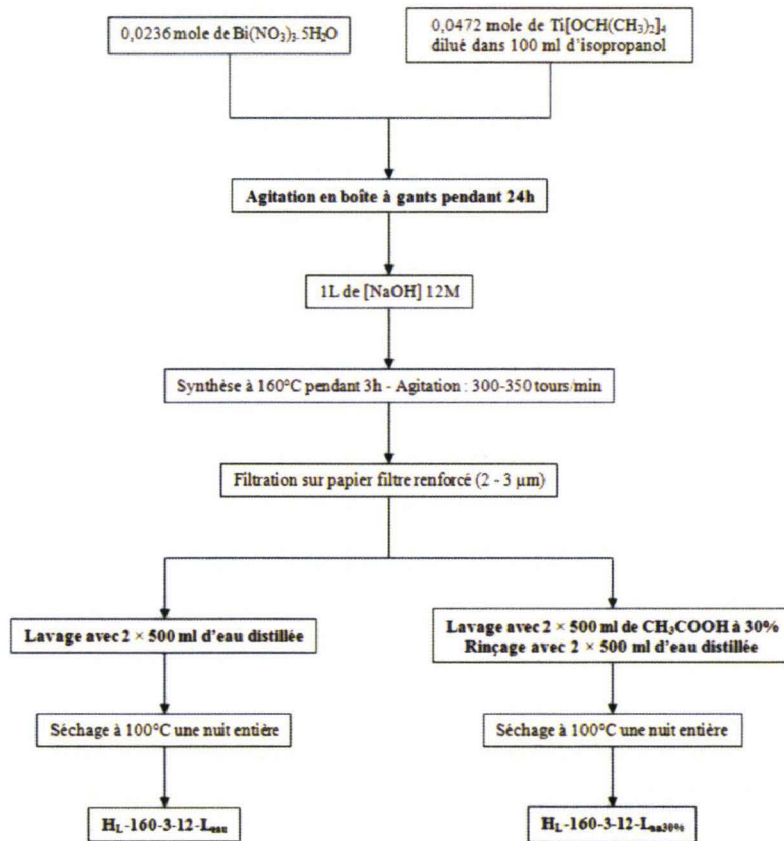 0,0236 mole de Bi(NO₃)₃.5H₂O
0,0472 mole de Ti[OCH(CH₃)₂]₄
dilué dans 100 ml d'isopropanol
Agitation en boîte à gants pendant 24h
1L de [NaOH] 12M
Synthèse à 160°C pendant 3h - Agitation : 300-350 tours/min
Filtration sur papier filtre renforcé (2 - 3 µm)
Lavage avec 2 × 500 ml d'eau distillée
Lavage avec 2 × 500 ml de CH₃COOH à 30%
Rinçage avec 2 × 500 ml d'eau distillée
Séchage à 100°C une nuit entière
Séchage à 100°C une nuit entière
H_L-160-3-12-L_eau
H_L-160-3-12-L_aa30%